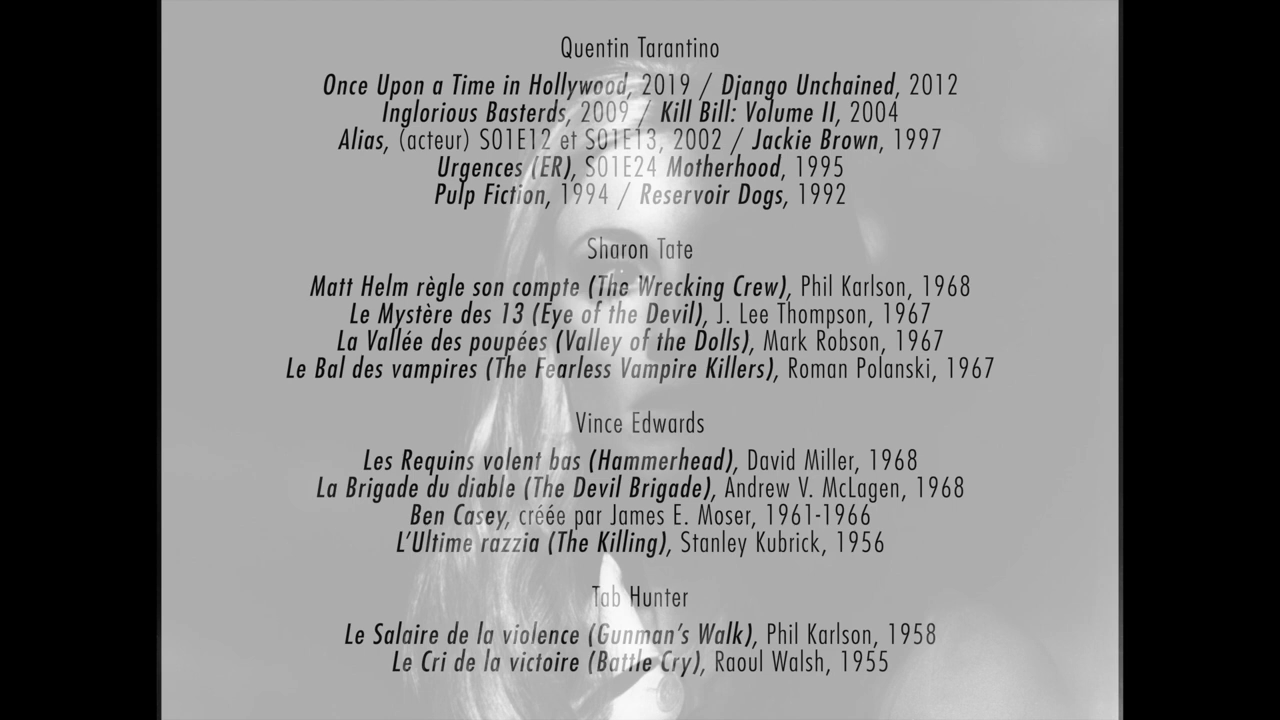 Quentin Tarantino
Once Upon a Time in Hollywood, 2019 / Django Unchained, 2012
Inglorious Basterds, 2009 / Kill Bill: Volume II, 2004
Alias, (acteur) S01E12 et S01E13, 2002 / Jackie Brown, 1997
Urgences (ER), S01E24 Motherhood, 1995
Pulp Fiction, 1994 / Reservoir Dogs, 1992
Sharon Tate
Matt Helm règle son compte (The Wrecking Crew), Phil Karlson, 1968
Le Mystère des 13 (Eye of the Devil), J. Lee Thompson, 1967
La Vallée des poupées (Valley of the Dolls), Mark Robson, 1967
Le Bal des vampires (The Fearless Vampire Killers), Roman Polanski, 1967
Vince Edwards
Les Requins volent bas (Hammerhead), David Miller, 1968
La Brigade du diable (The Devil Brigade), Andrew V. McLagen, 1968
Ben Casey, créée par James E. Moser, 1961-1966
L'Ultime razzia (The Killing), Stanley Kubrick, 1956
Tab Hunter
Le Salaire de la violence (Gunman's Walk), Phil Karlson, 1958
Le Cri de la victoire (Battle Cry), Raoul Walsh, 1955